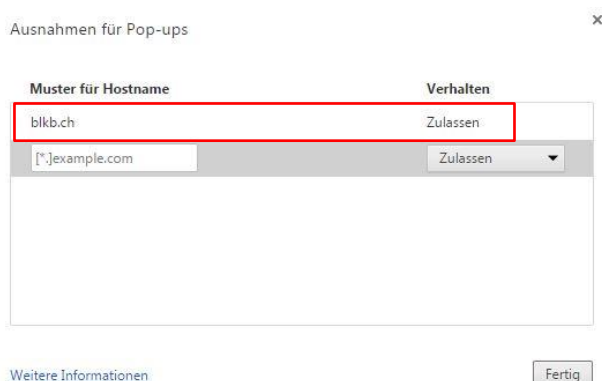 Ausnahmen für Pop-ups
×
Muster für Hostname Verhalten
blkb.ch Zulassen
[*.]example.com Zulassen
Weitere Informationen Fertig